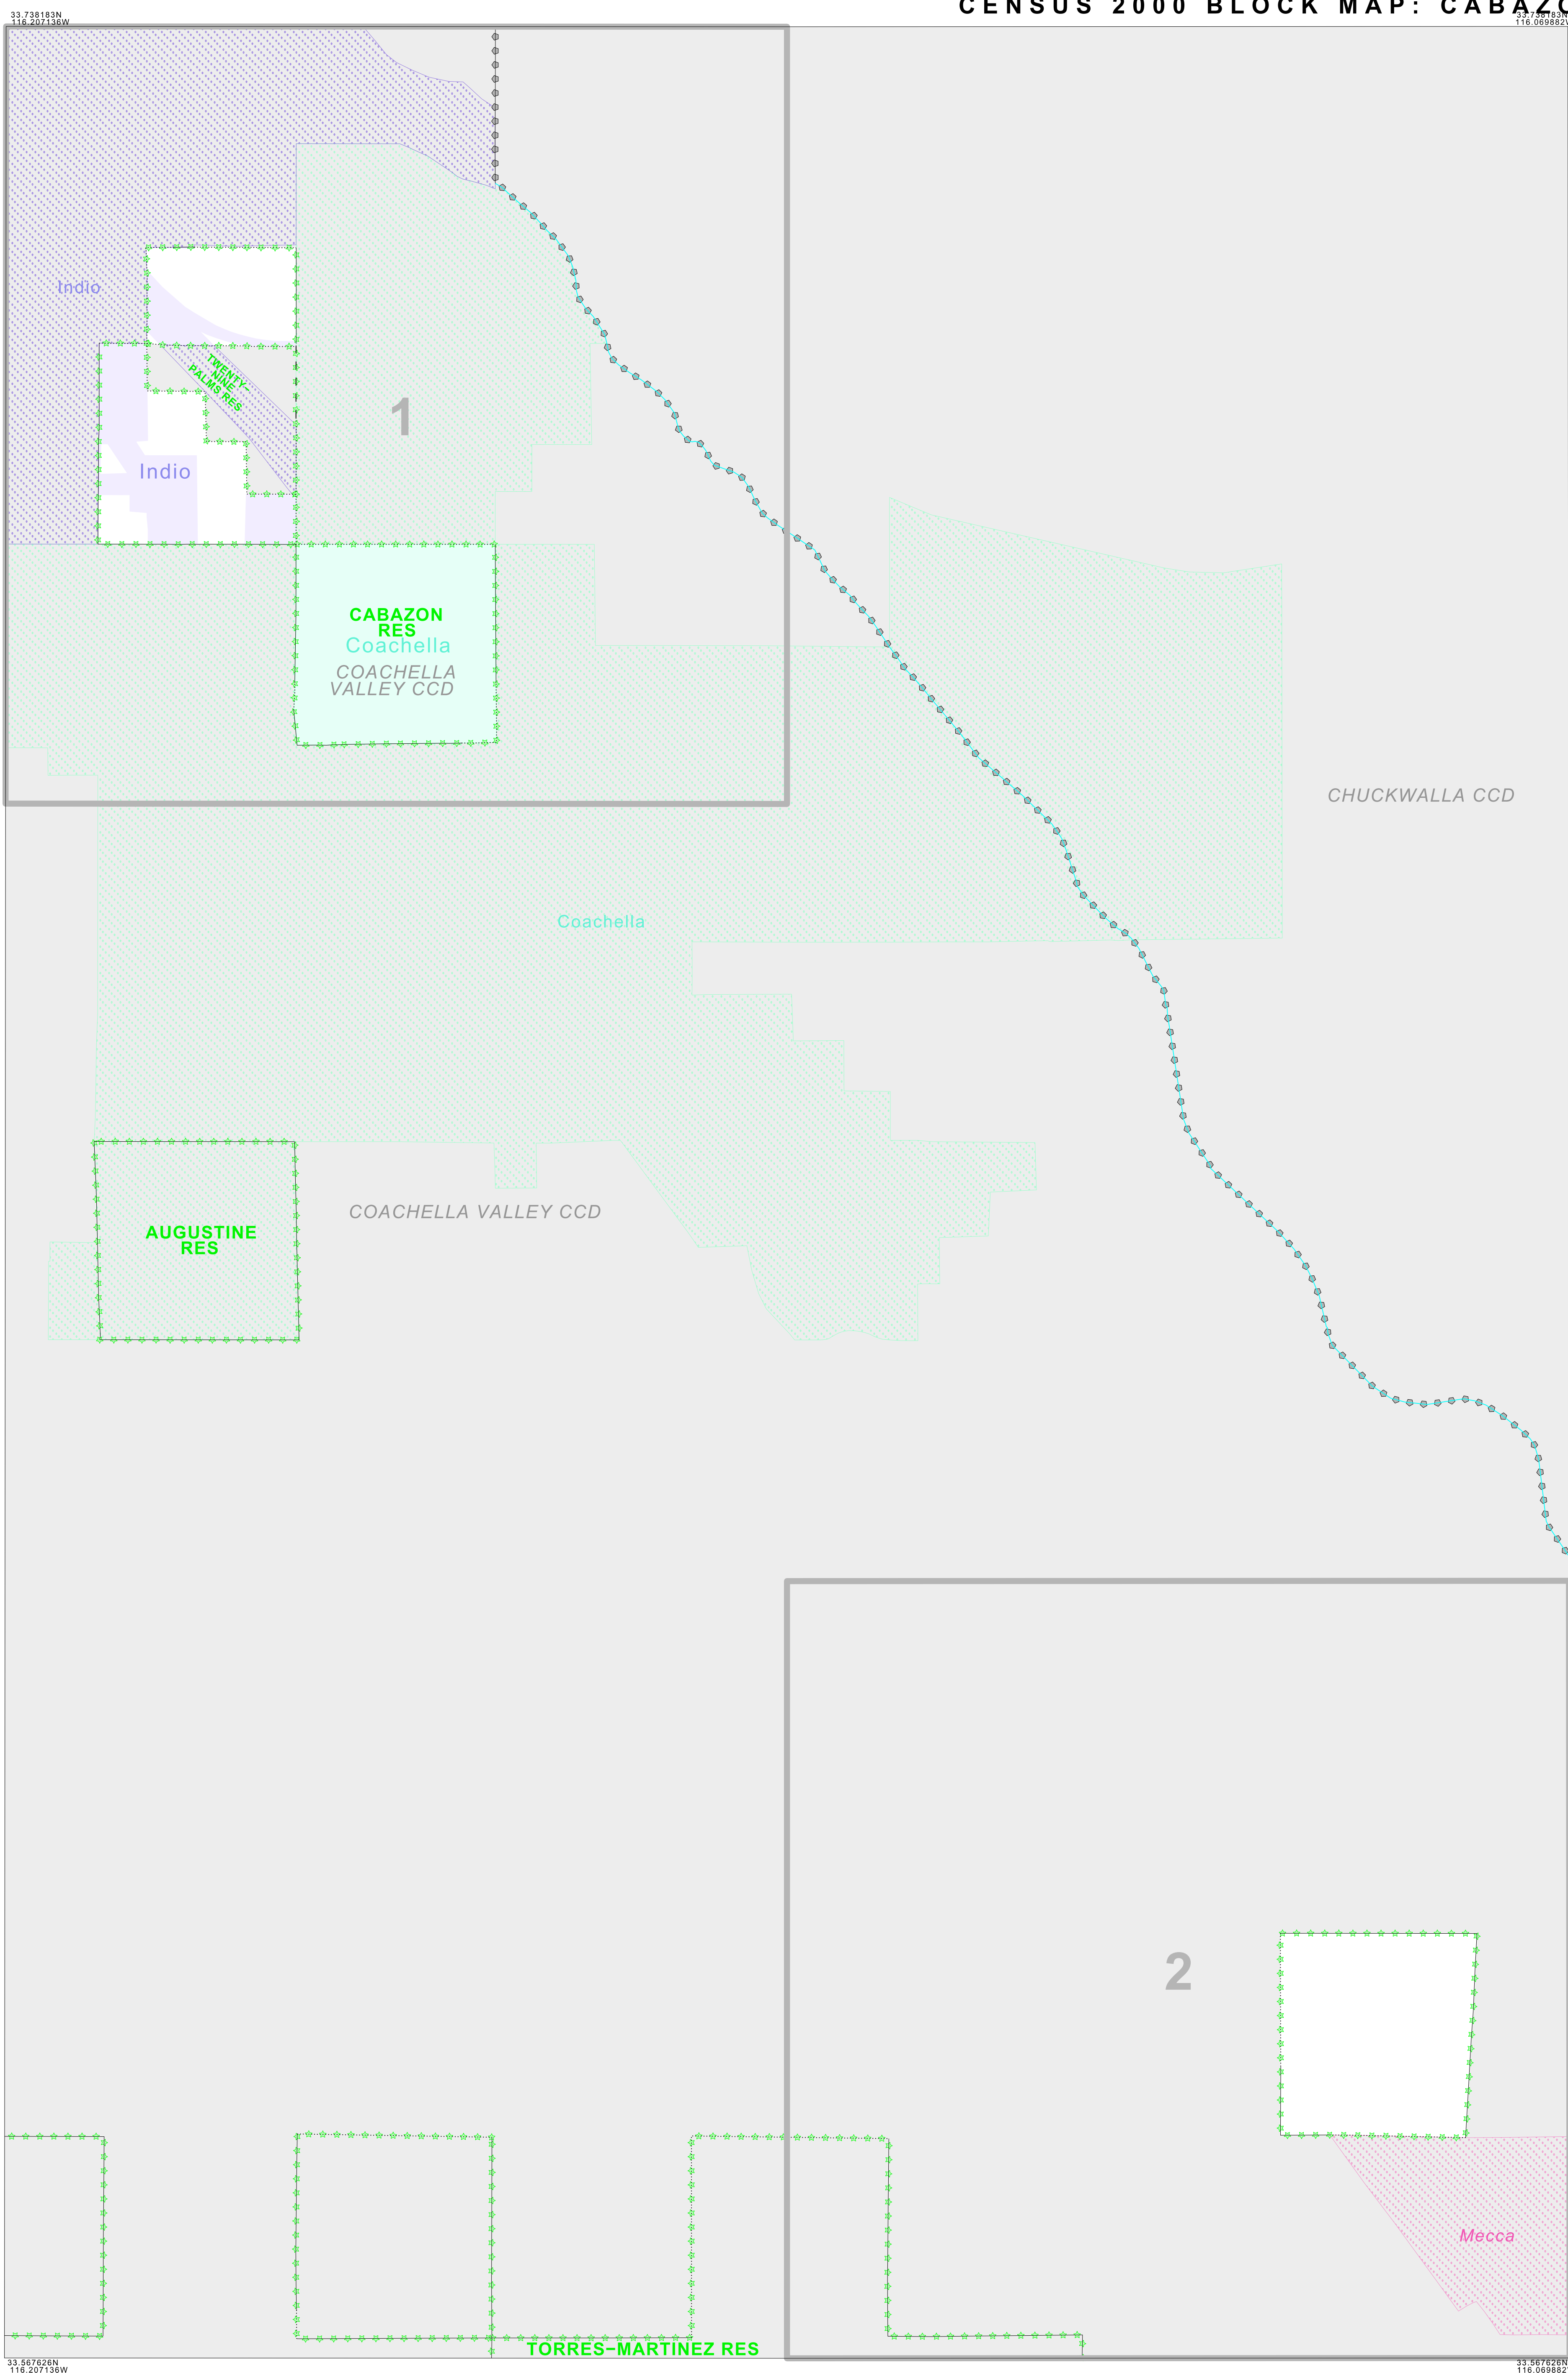 CENSUS 2000 BLOCK MAP: CABAZO
33.738183N
116.207136W
33.738183N
116.069882W
Indio
TWENTY-
NINE
PALMS RES
1
Indio
CABAZON
RES
Coachella
COACHELLA
VALLEY CCD
CHUCKWALLA CCD
Coachella
AUGUSTINE
RES
COACHELLA VALLEY CCD
2
Mecca
TORRES-MARTINEZ RES
33.567626N
116.207136W
33.567626N
116.069882